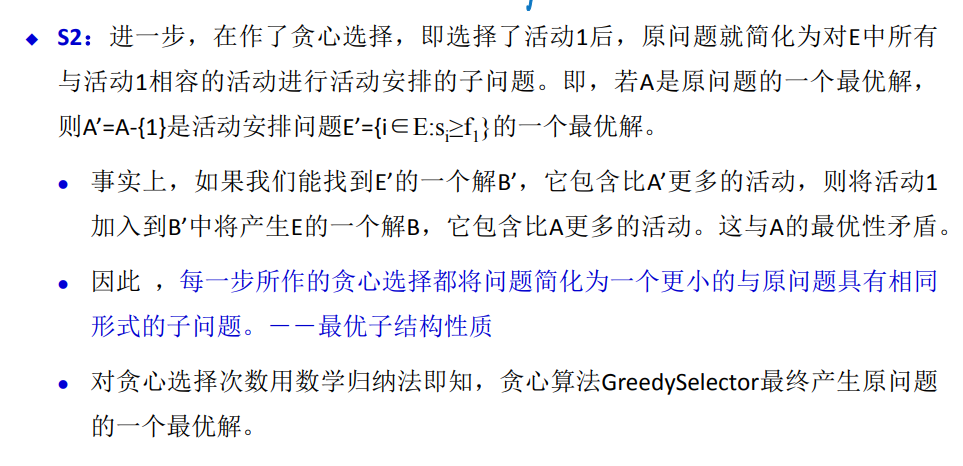 ◆ S2：进一步，在作了贪心选择，即选择了活动1后，原问题就简化为对E中所有
与活动1相容的活动进行活动安排的子问题。即，若A是原问题的一个最优解，
则A’=A-{1}是活动安排问题E’={i∈E:si≥f1}的一个最优解。
• 事实上，如果我们能找到E’的一个解B’，它包含比A’更多的活动，则将活动1
加入到B’中将产生E的一个解B，它包含比A更多的活动。这与A的最优性矛盾。
• 因此 ，每一步所作的贪心选择都将问题简化为一个更小的与原问题具有相同
形式的子问题。－－最优子结构性质
• 对贪心选择次数用数学归纳法即知，贪心算法GreedySelector最终产生原问题
的一个最优解。